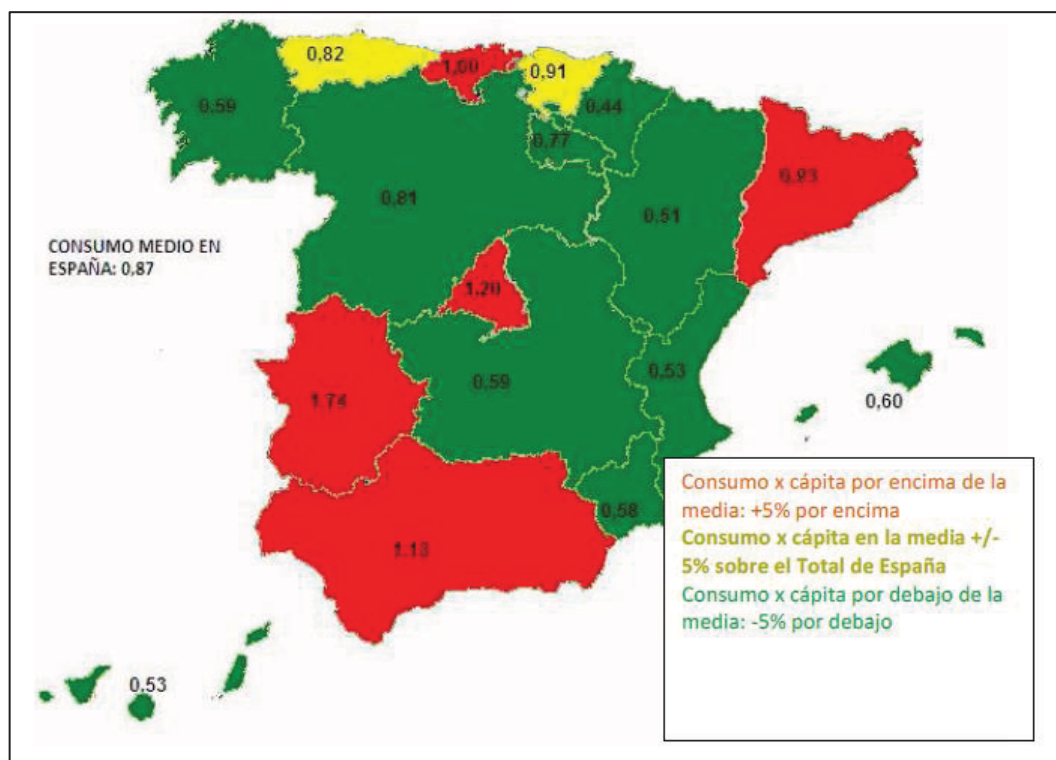 0,82
1,00
0,91
0,59
0,44
0,77
0,93
0,81
0,51
CONSUMO MEDIO EN
ESPAÑA: 0,87
1,20
0,59
0,53
1,74
0,60
0,58
1,13
0,53
Consumo x cápita por encima de la
media: +5% por encima
Consumo x cápita en la media +/-
5% sobre el Total de España
Consumo x cápita por debajo de la
media: -5% por debajo